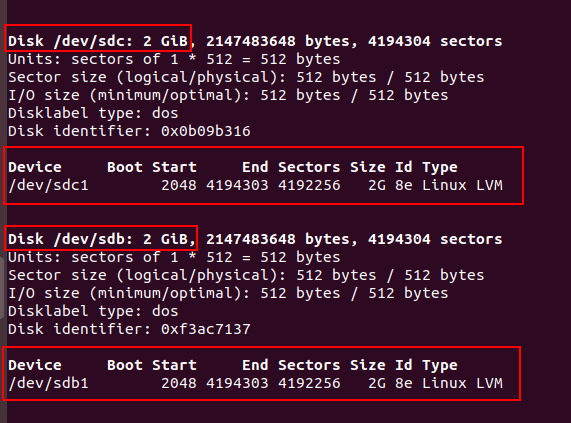 Disk /dev/sdc: 2 GiB, 2147483648 bytes, 4194304 sectors
Units: sectors of 1 * 512 = 512 bytes
Sector size (logical/physical): 512 bytes / 512 bytes
I/O size (minimum/optimal): 512 bytes / 512 bytes
Disklabel type: dos
Disk identifier: 0x0b09b316
Device     Boot Start     End Sectors Size Id Type
/dev/sdc1        2048 4194303 4192256   2G 8e Linux LVM
Disk /dev/sdb: 2 GiB, 2147483648 bytes, 4194304 sectors
Units: sectors of 1 * 512 = 512 bytes
Sector size (logical/physical): 512 bytes / 512 bytes
I/O size (minimum/optimal): 512 bytes / 512 bytes
Disklabel type: dos
Disk identifier: 0xf3ac7137
Device     Boot Start     End Sectors Size Id Type
/dev/sdb1        2048 4194303 4192256   2G 8e Linux LVM